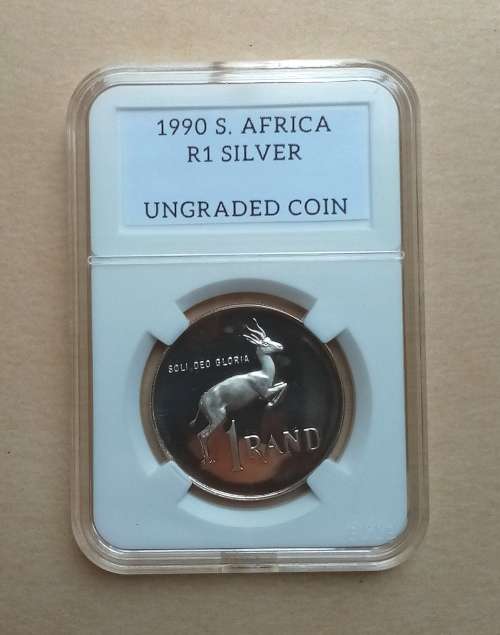 1990 S. AFRICA
R1 SILVER
UNGRADED COIN
SOLI DEO GLORIA
1 RAND